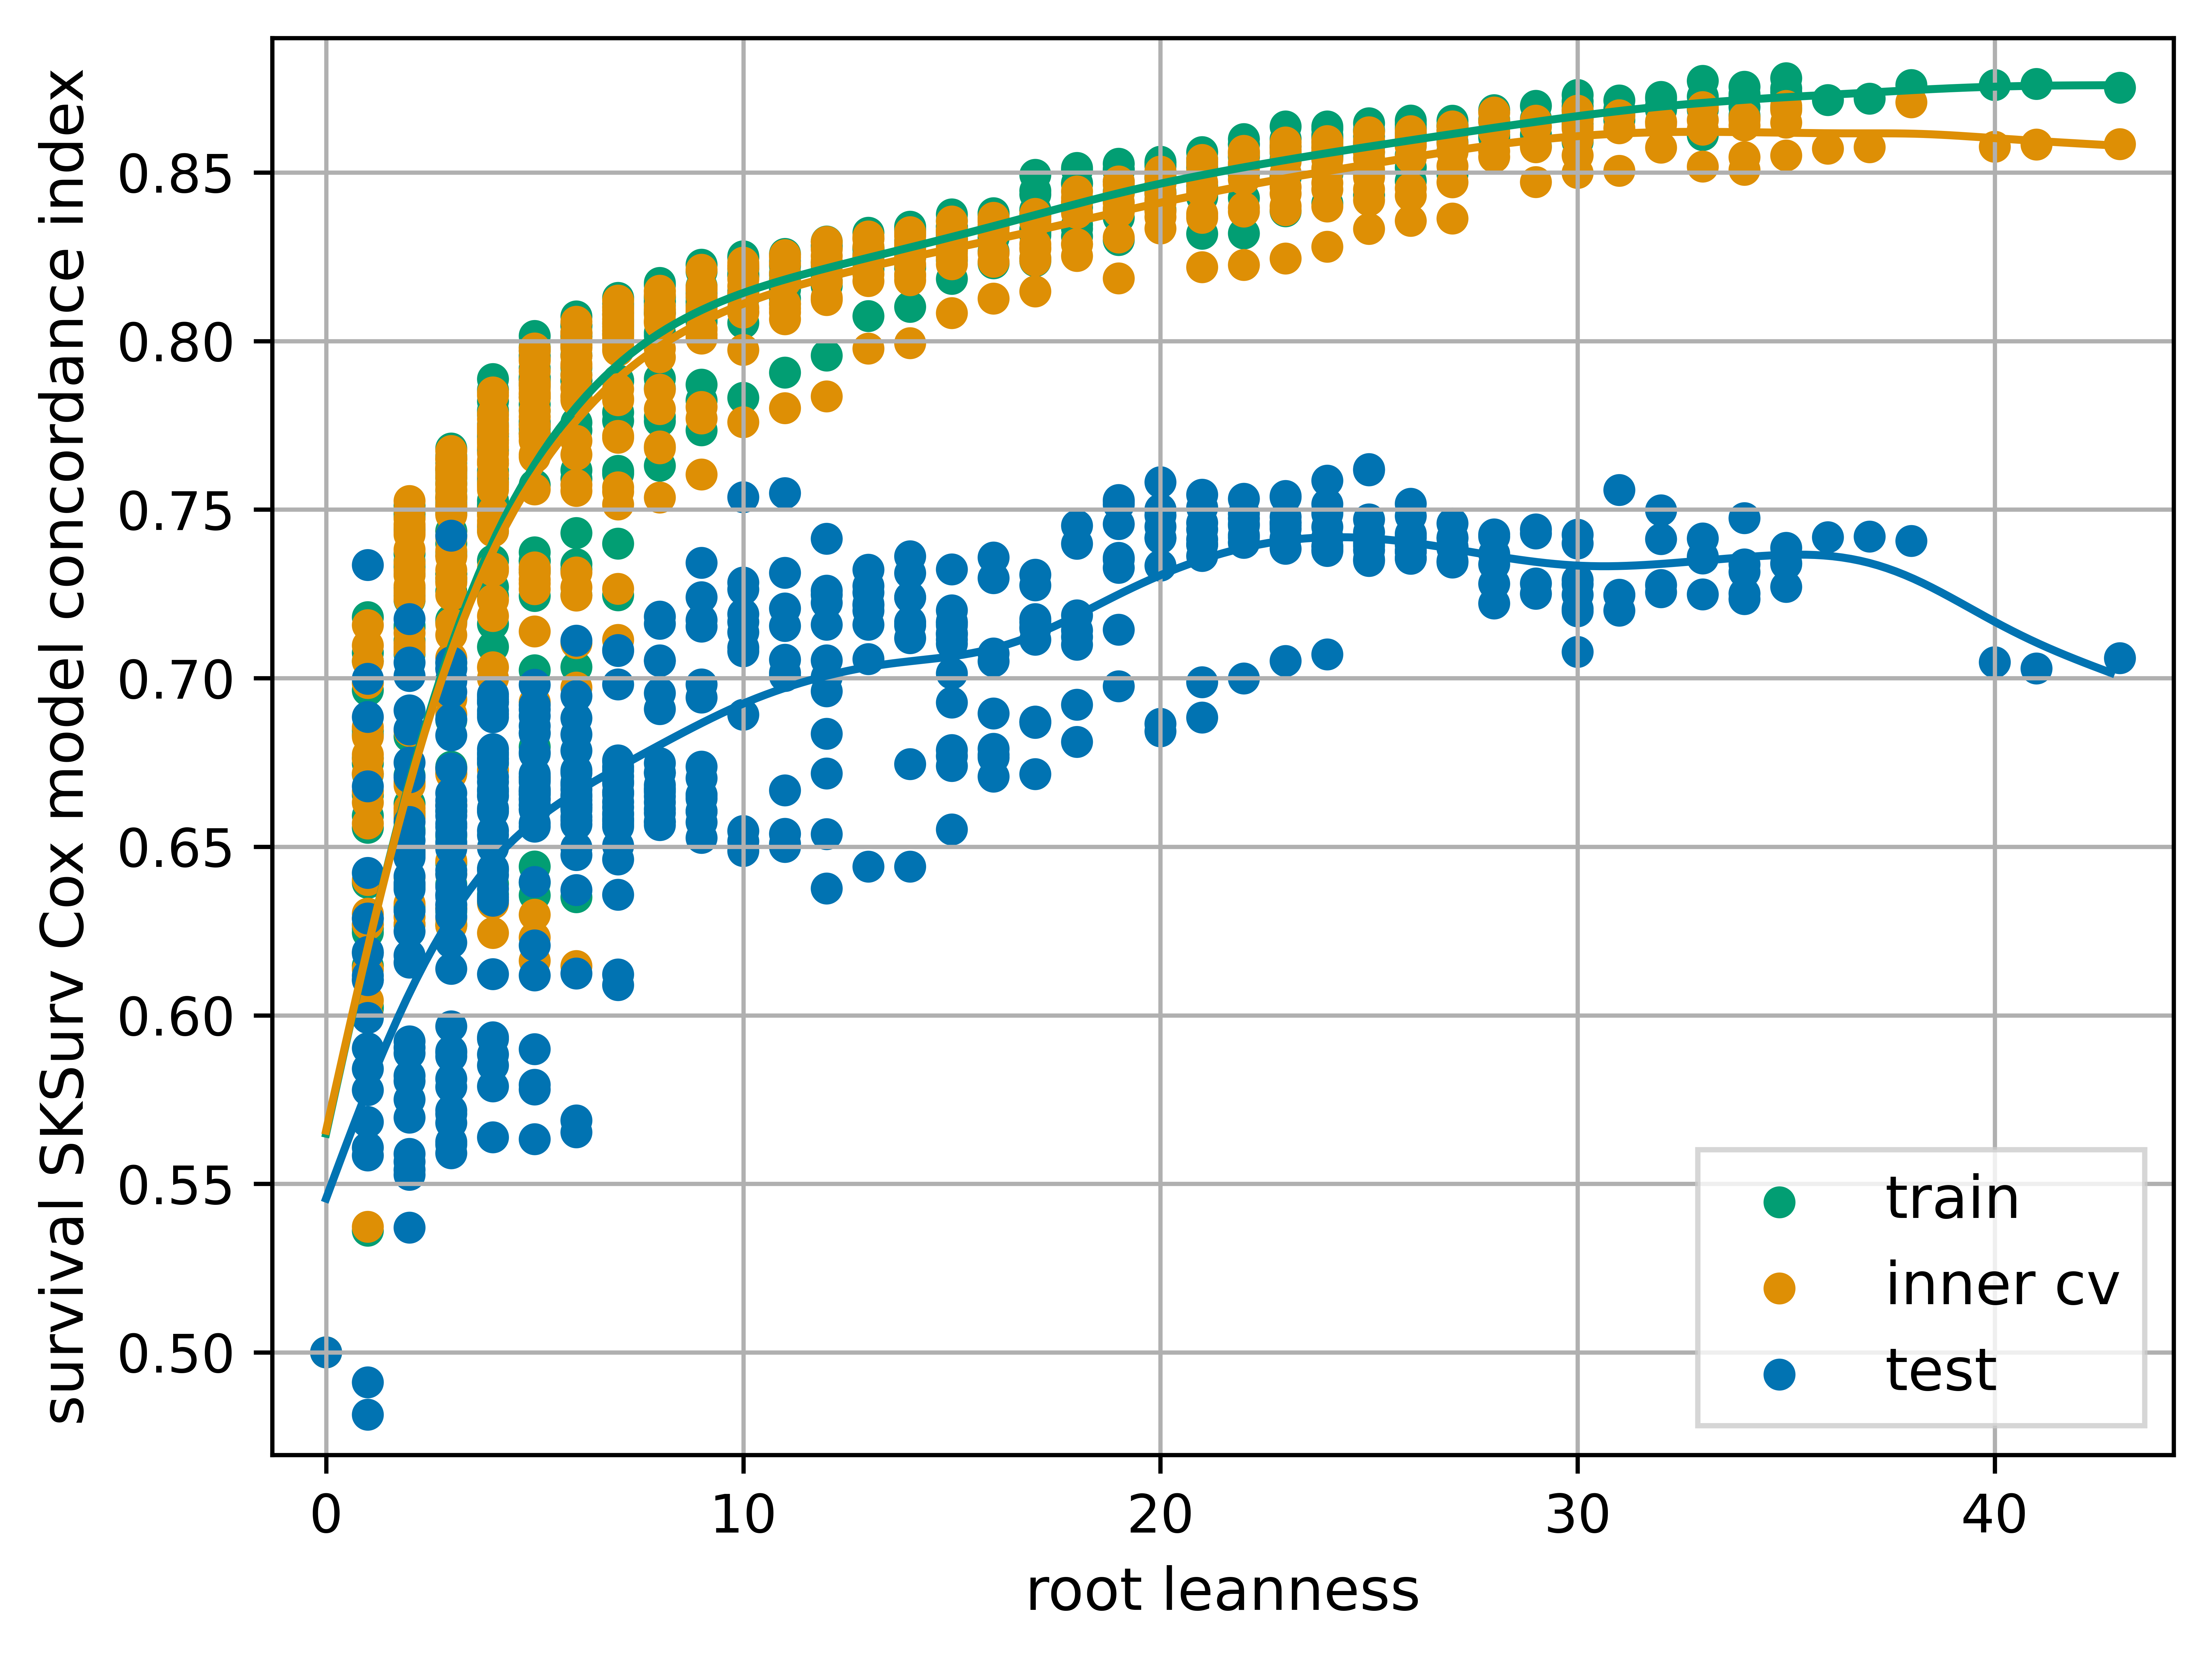 survival SKSurv Cox model concordance index
0.85
0.80
0.75
0.70
0.65
0.60
0.55
0.50
0 10 20 30 40
root leanness
train
inner cv
test